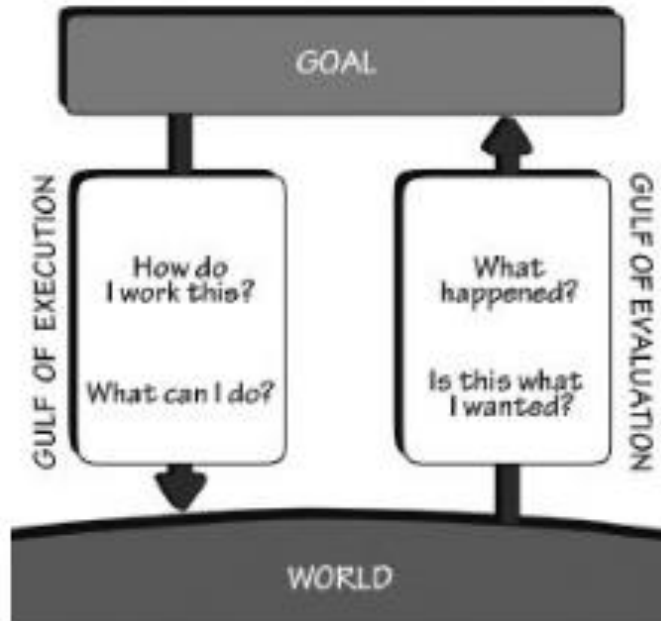 GOAL
GULF OF EXECUTION
How do
I work this?
What can I do?
What
happened?
Is this what
I wanted?
GULF OF EVALUATION
WORLD